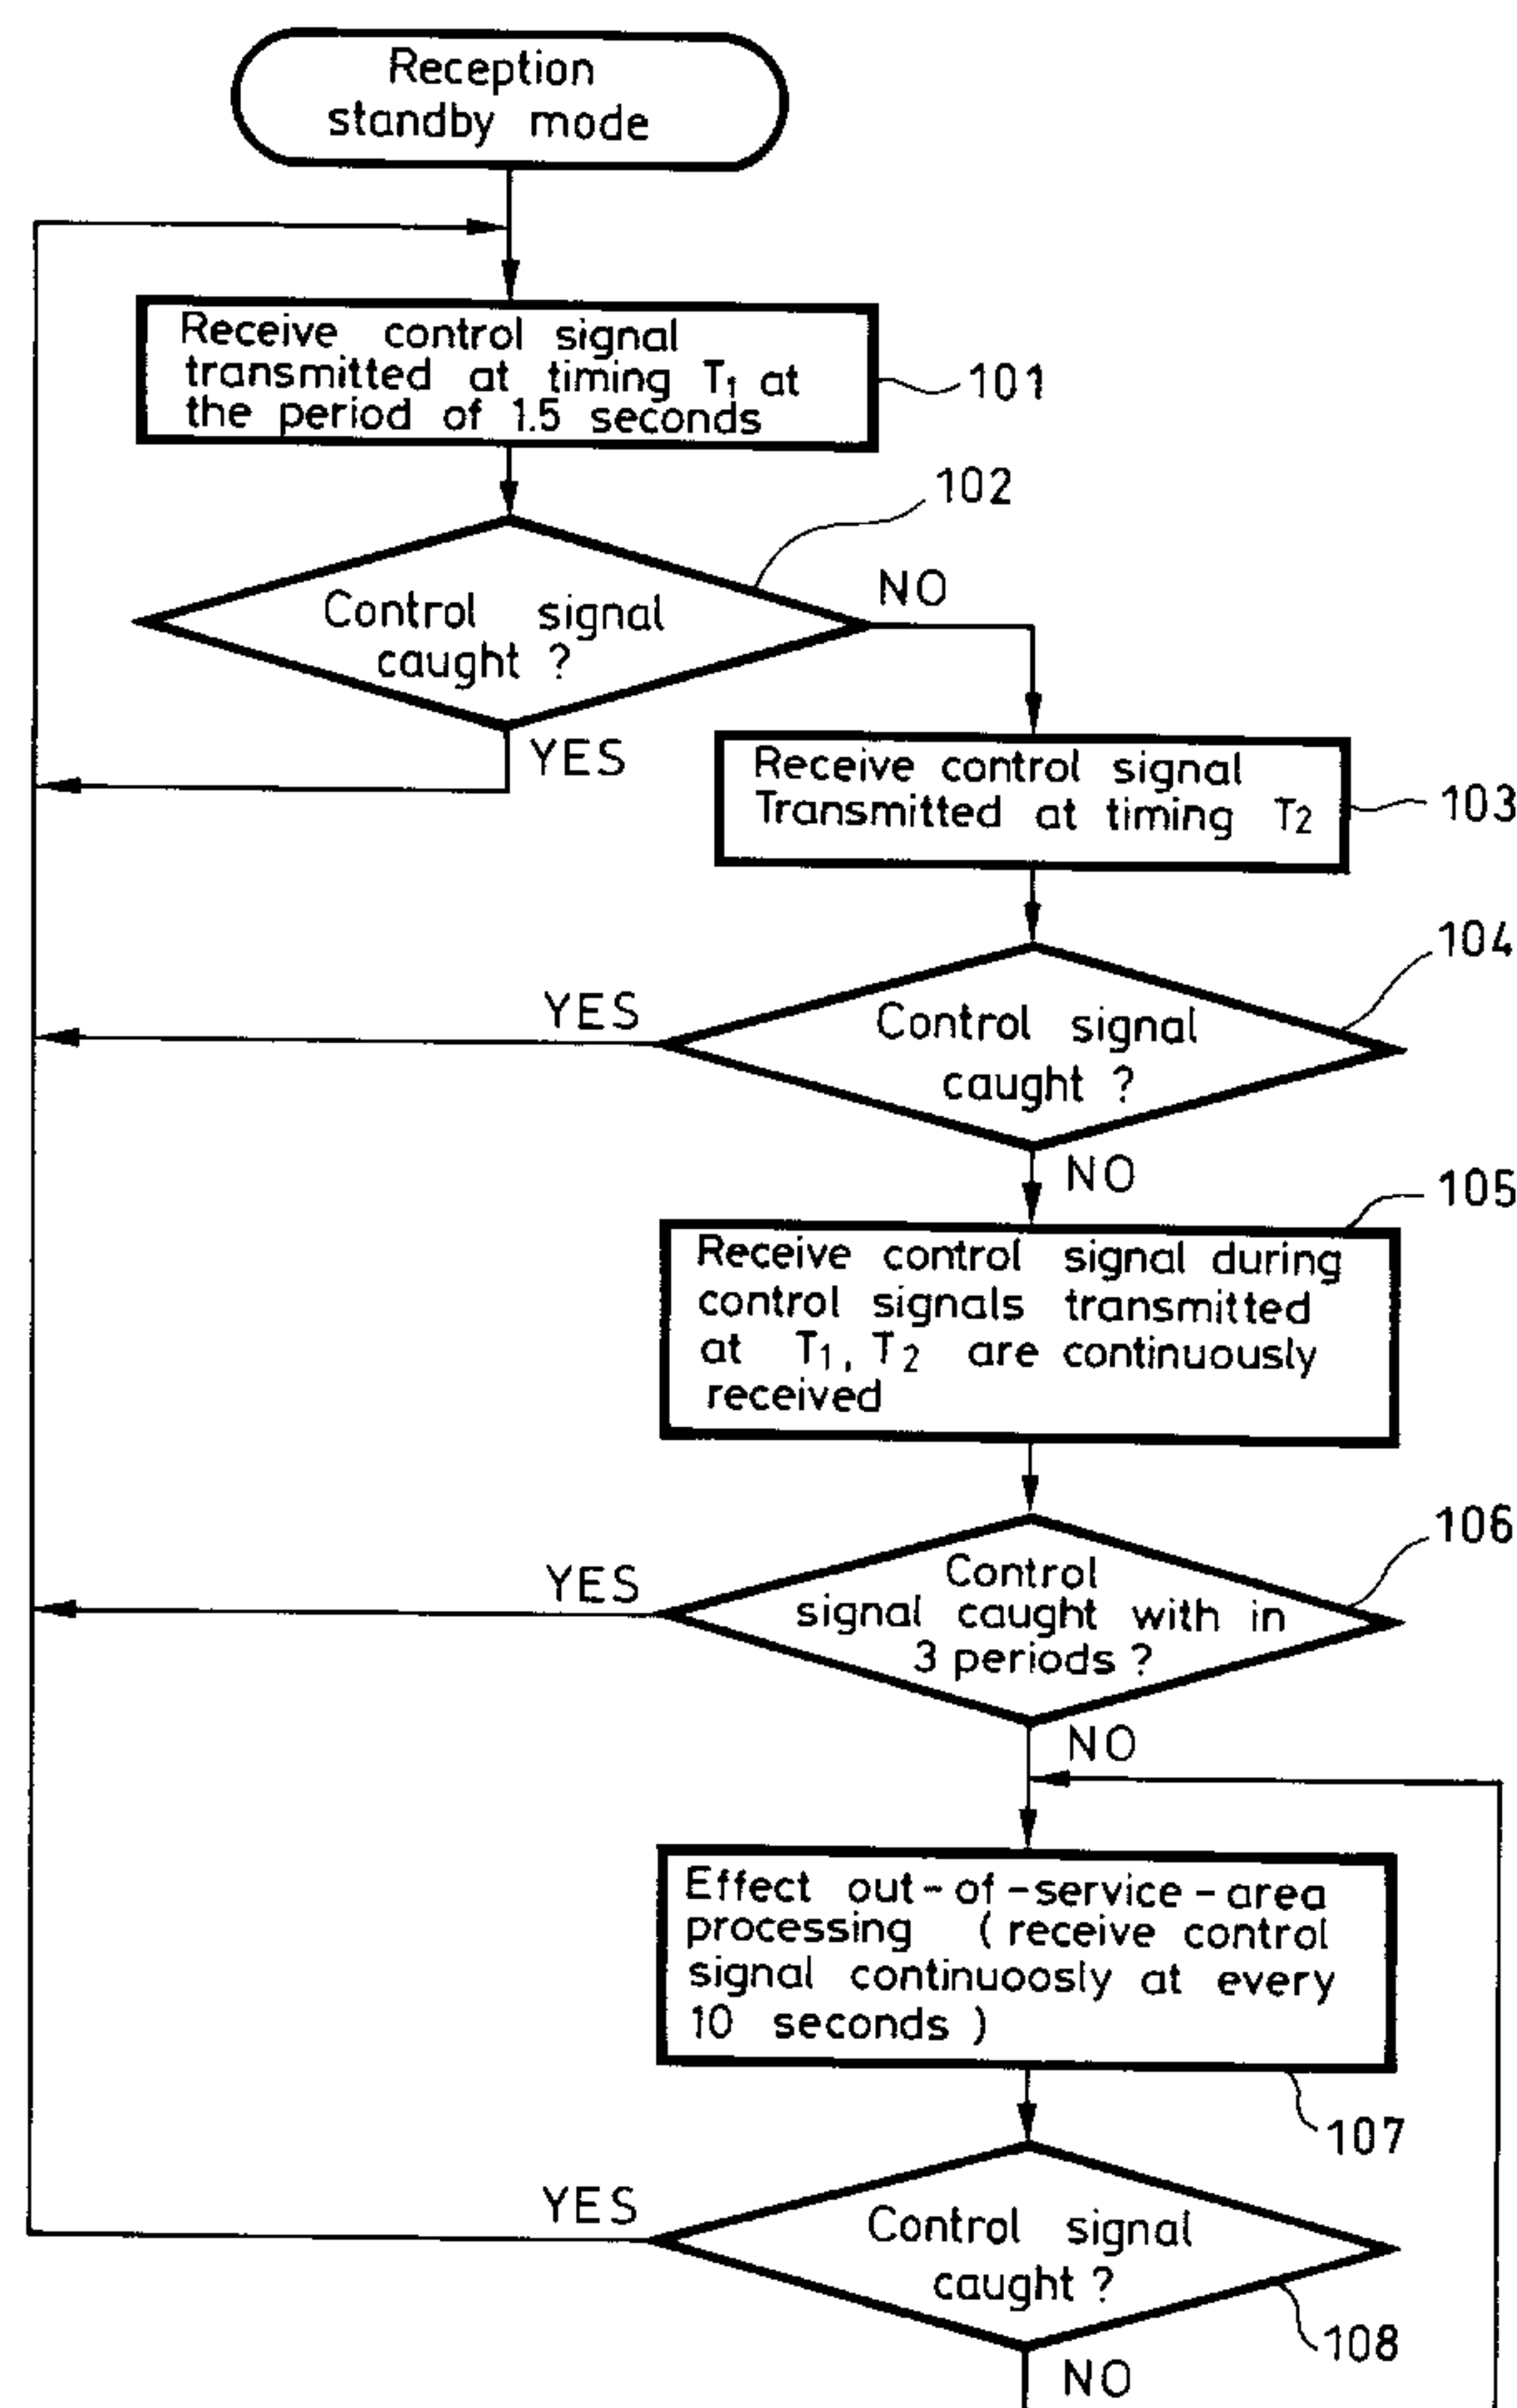 Reception
standby mode
Receive control signal
transmitted at timing T₁ at
the period of 1.5 seconds
101
102
Control signal
caught ?
NO
YES
Receive control signal
Transmitted at timing T₂
103
104
Control signal
caught ?
YES
NO
105
Receive control signal during
control signals transmitted
at T₁, T₂ are continuously
received
106
Control
signal caught with in
3 periods ?
YES
NO
Effect out-of-service-area
processing (receive control
signal continuoosly at every
10 seconds)
107
YES
Control signal
caught ?
108
NO